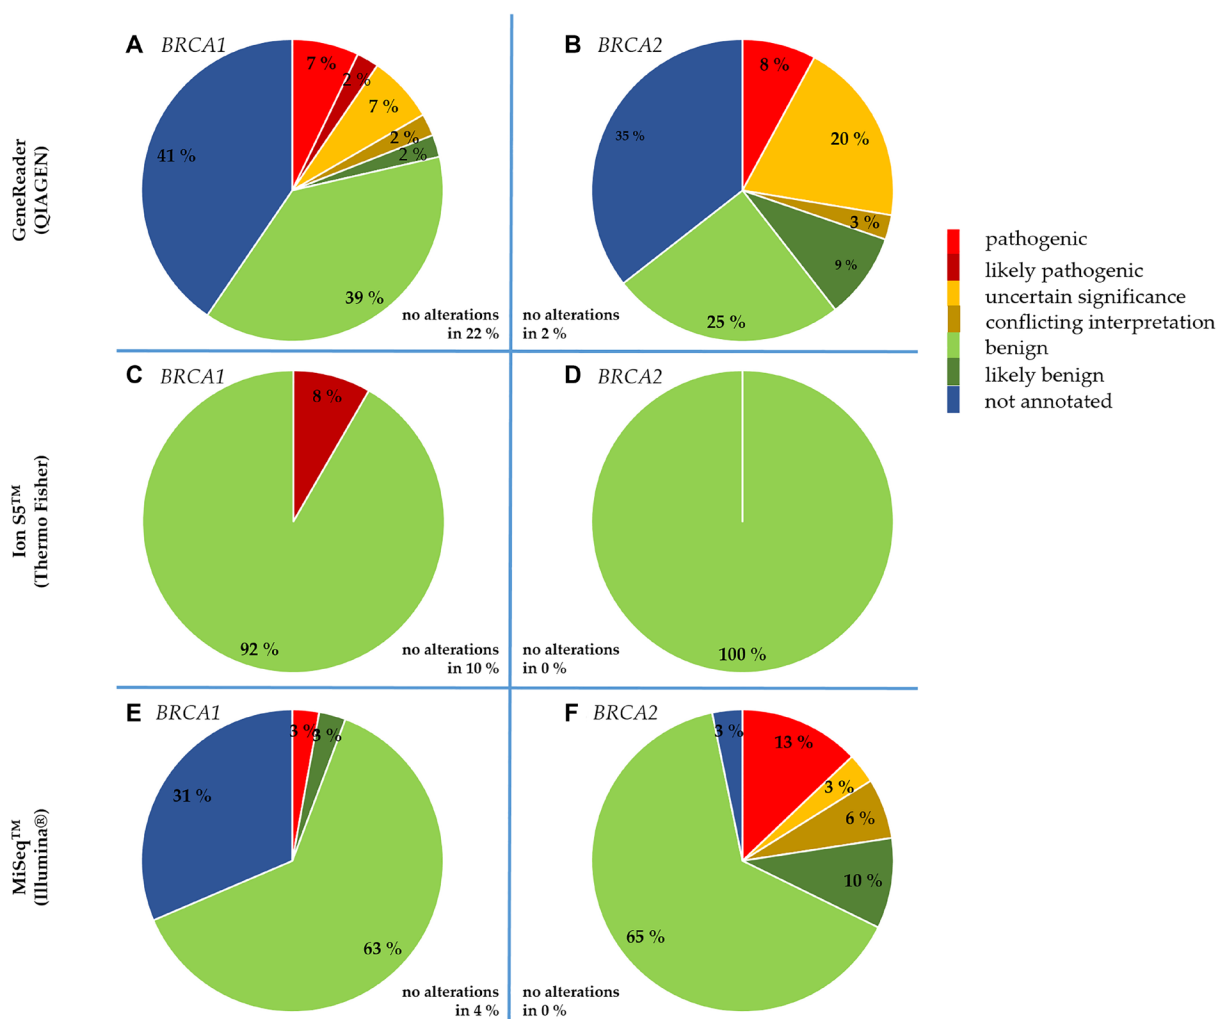 A BRCA1
7 %
2 %
7 %
2 %
2 %
39 %
41 %
no alterations
in 22 %
B BRCA2
8 %
20 %
3 %
9 %
25 %
35 %
no alterations
in 2 %
GeneReader
(QIAGEN)
pathogenic
likely pathogenic
uncertain significance
conflicting interpretation
benign
likely benign
not annotated
C BRCA1
8 %
92 %
no alterations
in 10 %
D BRCA2
100 %
no alterations
in 0 %
Ion S5™
(Thermo Fisher)
E BRCA1
3 %
3 %
63 %
31 %
no alterations
in 4 %
F BRCA2
3 %
13 %
3 %
6 %
10 %
65 %
no alterations
in 0 %
MiSeq™
(Illumina®)